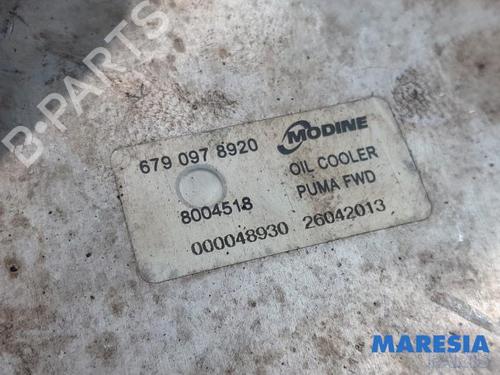 B-PARTS
679 097 8920
MODINE
OIL COOLER
8004518
PUMA FWD
000048930 26042013
MARESIA